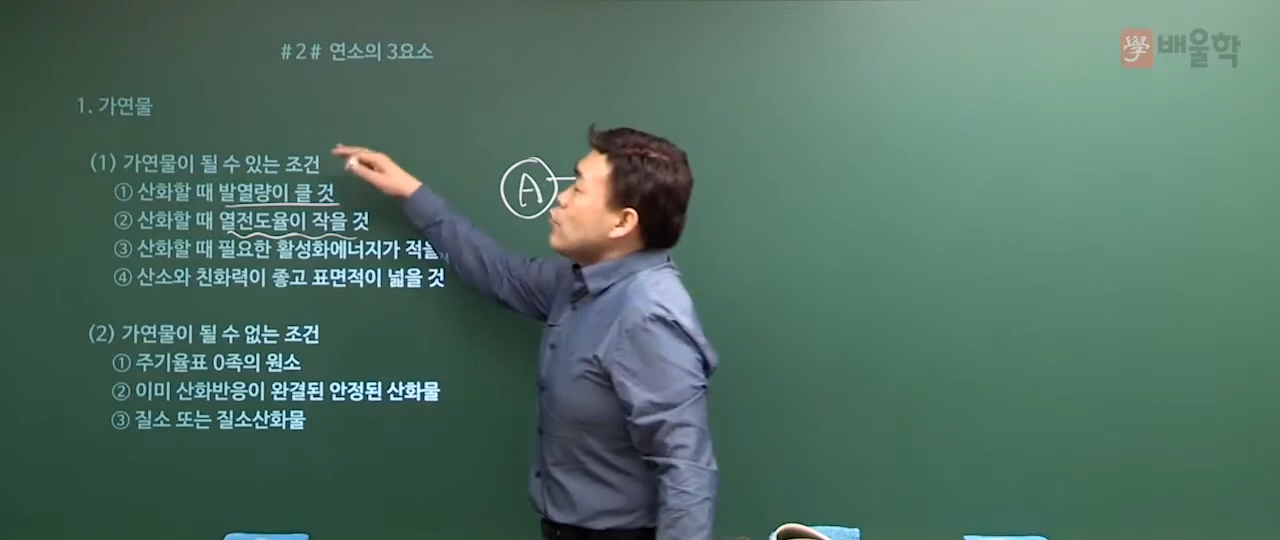 #2# 연소의 3요소
學 배울학
1. 가연물
(1) 가연물이 될 수 있는 조건
① 산화할 때 발열량이 클 것
② 산화할 때 열전도율이 작을 것
③ 산화할 때 필요한 활성화에너지가
④ 산소와 친화력이 좋고 표면적이 넓을 것
(2) 가연물이 될 수 없는 조건
① 주기율표 0족의 원소
② 이미 산화반응이 완결된 안정된 산화물
③ 질소 또는 질소산화물
A